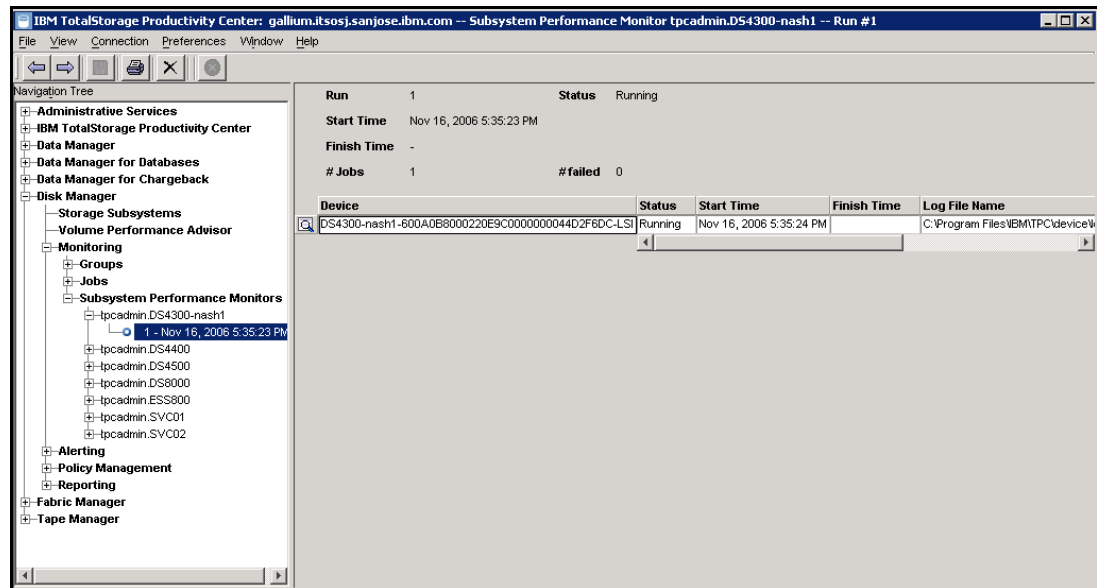 IBM TotalStorage Productivity Center: gallium.itsosj.sanjose.ibm.com -- Subsystem Performance Monitor tpcadmin.DS4300-nash1 -- Run #1
File View Connection Preferences Window Help
Navigation Tree
Administrative Services
IBM TotalStorage Productivity Center
Data Manager
Data Manager for Databases
Data Manager for Chargeback
Disk Manager
Storage Subsystems
Volume Performance Advisor
Monitoring
Groups
Jobs
Subsystem Performance Monitors
tpcadmin.DS4300-nash1
1 - Nov 16, 2006 5:35:23 PM
tpcadmin.DS4400
tpcadmin.DS4500
tpcadmin.DS8000
tpcadmin.ESS800
tpcadmin.SVC01
tpcadmin.SVC02
Alerting
Policy Management
Reporting
Fabric Manager
Tape Manager
Run 1 Status Running
Start Time Nov 16, 2006 5:35:23 PM
Finish Time -
# Jobs 1 # failed 0
Device Status Start Time Finish Time Log File Name
DS4300-nash1-600A0B8000220E9C0000000044D2F6DC-LSI Running Nov 16, 2006 5:35:24 PM C:\Program Files\IBM\TPC\device\